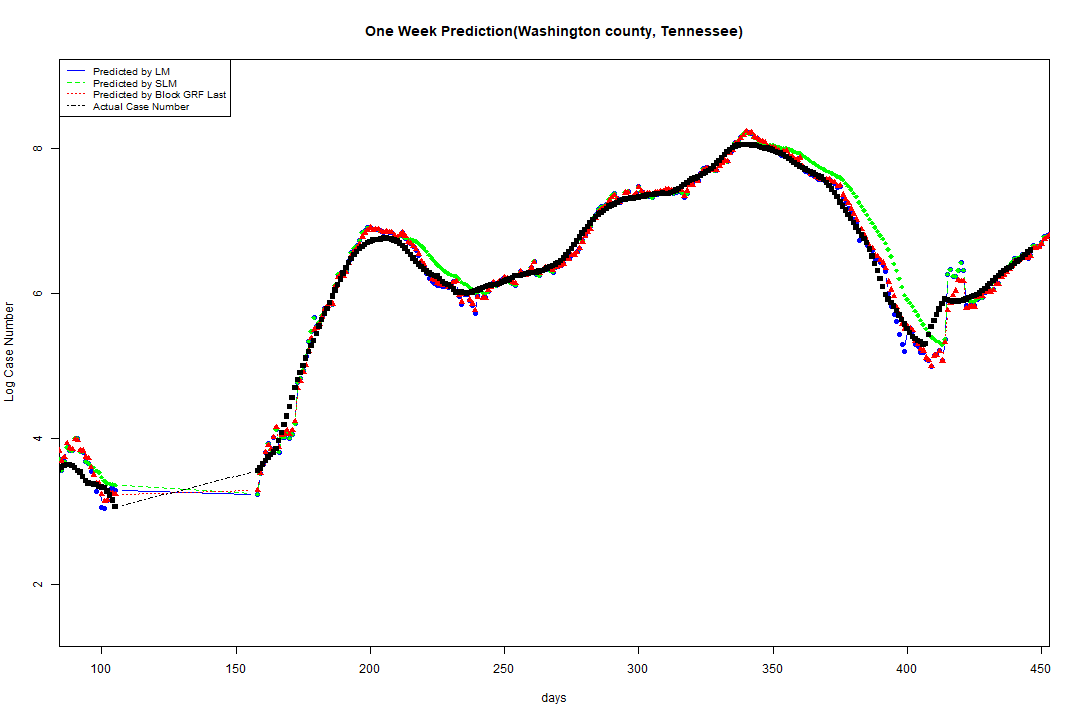 One Week Prediction(Washington county, Tennessee)
Predicted by LM
Predicted by SLM
Predicted by Block GRF Last
Actual Case Number
8
6
4
2
Log Case Number
100 150 200 250 300 350 400 450
days